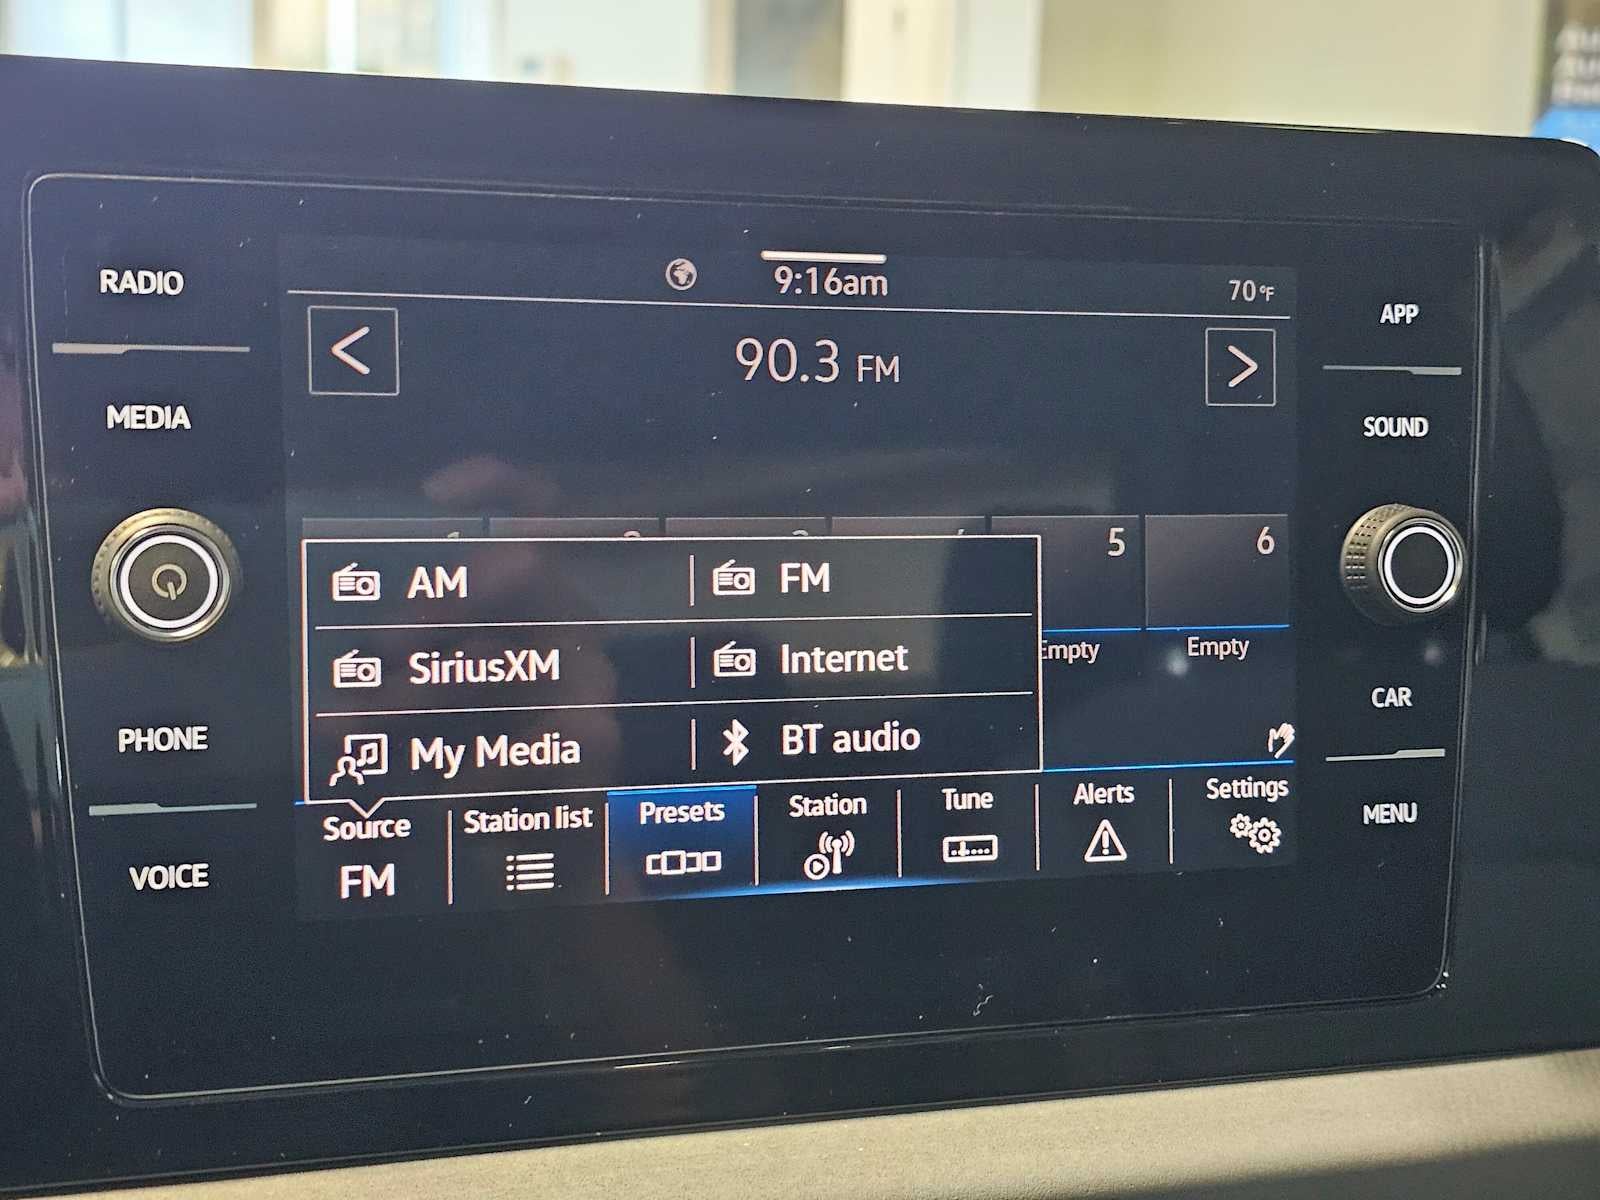 RADIO
MEDIA
PHONE
VOICE
9:16am
70°F
<
90.3 FM
>
5
6
AM
FM
SiriusXM
Internet
My Media
BT audio
Empty
Empty
Source
FM
Station list
Presets
Station
Tune
Alerts
Settings
APP
SOUND
CAR
MENU